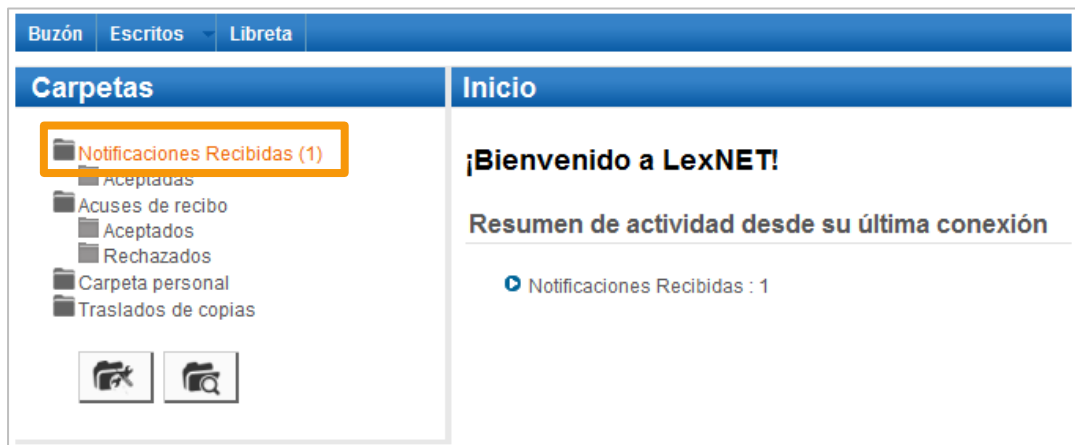 Buzón Escritos Libreta
Carpetas
Notificaciones Recibidas (1)
Aceptadas
Acuses de recibo
Aceptados
Rechazados
Carpeta personal
Traslados de copias
Inicio
¡Bienvenido a LexNET!
Resumen de actividad desde su última conexión
Notificaciones Recibidas : 1